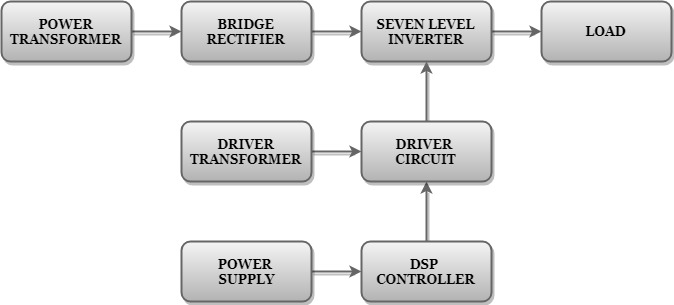 POWER
TRANSFORMER
BRIDGE
RECTIFIER
SEVEN LEVEL
INVERTER
LOAD
DRIVER
TRANSFORMER
DRIVER
CIRCUIT
POWER
SUPPLY
DSP
CONTROLLER